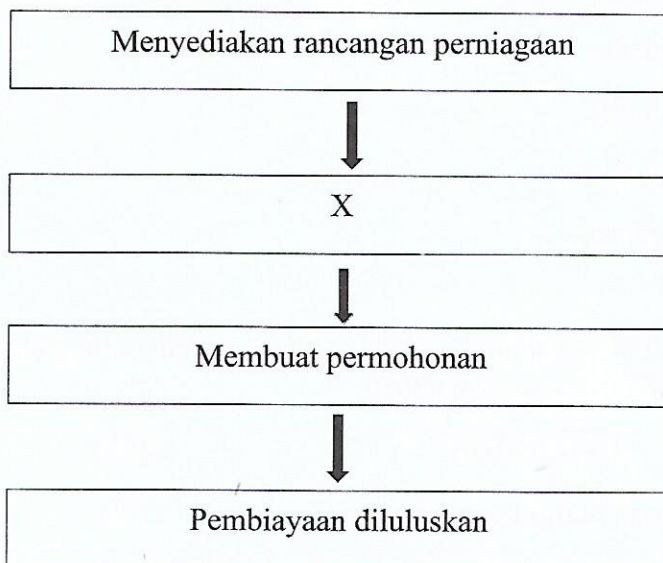 Menyediakan rancangan perniagaan
X
Membuat permohonan
Pembiayaan diluluskan